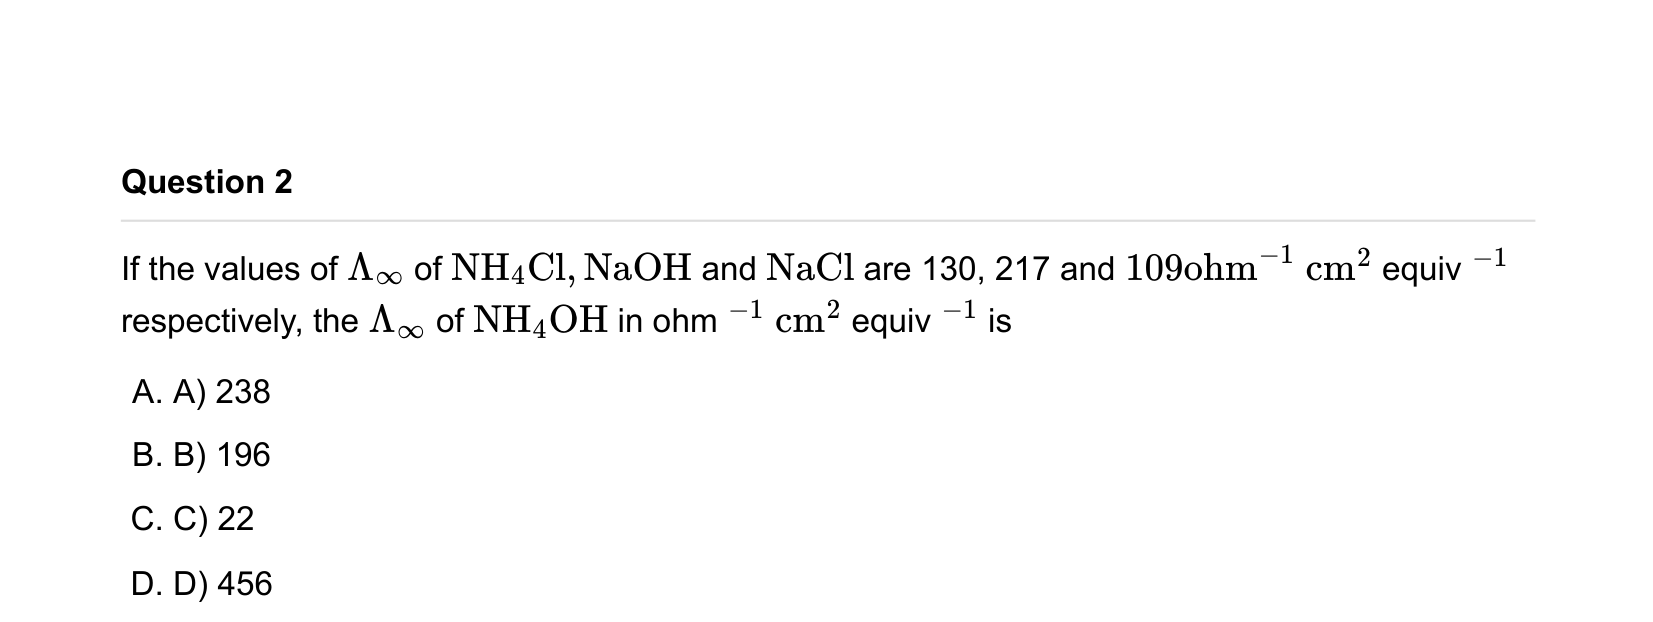 Question 2
If the values of Λ∞ of NH₄Cl, NaOH and NaCl are 130, 217 and 109ohm⁻¹ cm² equiv ⁻¹
respectively, the Λ∞ of NH₄OH in ohm ⁻¹ cm² equiv ⁻¹ is
A. A) 238
B. B) 196
C. C) 22
D. D) 456